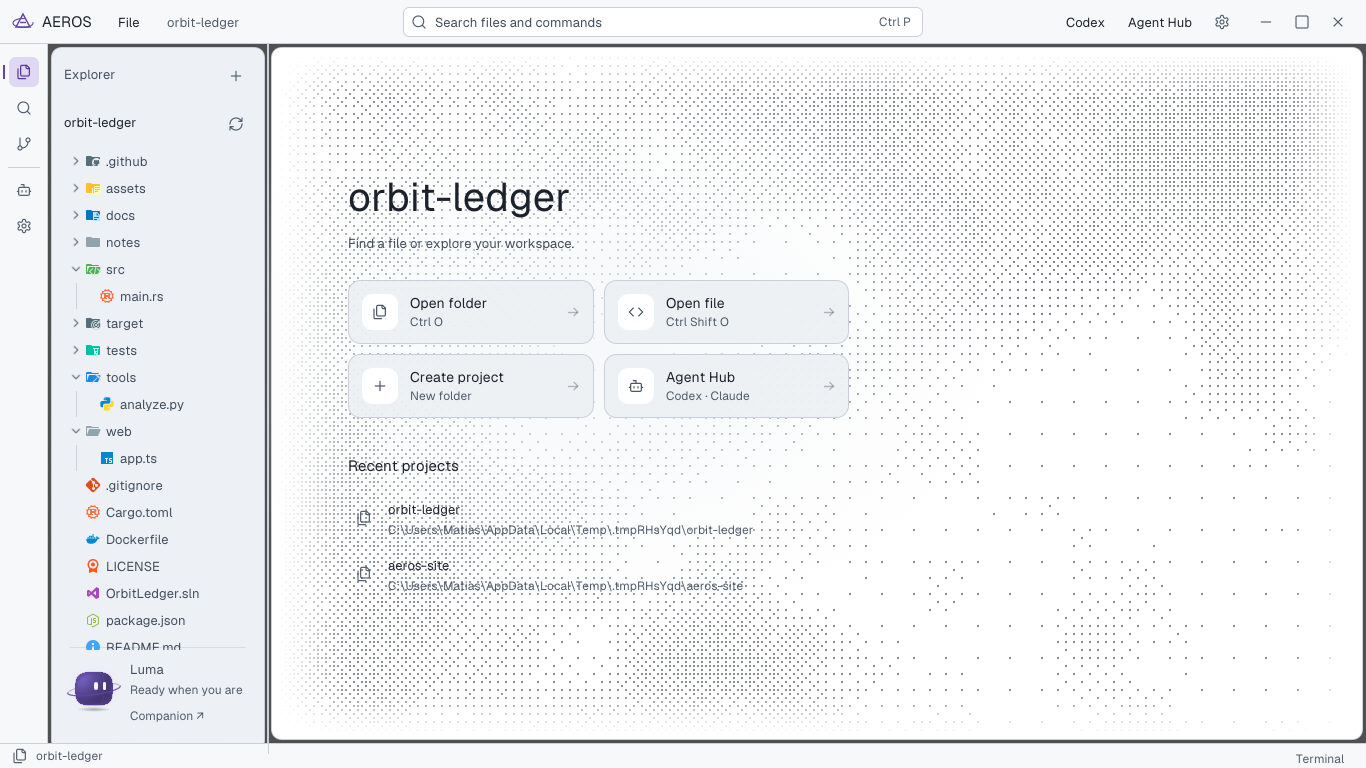 AEROS File orbit-ledger Search files and commands Ctrl P Codex Agent Hub
Explorer
orbit-ledger
.github
assets
docs
notes
src
main.rs
target
tests
tools
analyze.py
web
app.ts
.gitignore
Cargo.toml
Dockerfile
LICENSE
OrbitLedger.sln
package.json
README.md
Luma
Ready when you are
Companion ↗
orbit-ledger
Find a file or explore your workspace.
Open folder
Ctrl O
Open file
Ctrl Shift O
Create project
New folder
Agent Hub
Codex · Claude
Recent projects
orbit-ledger
C:\Users\Matias\AppData\Local\Temp\.tmpRHsYqd\orbit-ledger
aeros-site
C:\Users\Matias\AppData\Local\Temp\.tmpRHsYqd\aeros-site
orbit-ledger
Terminal